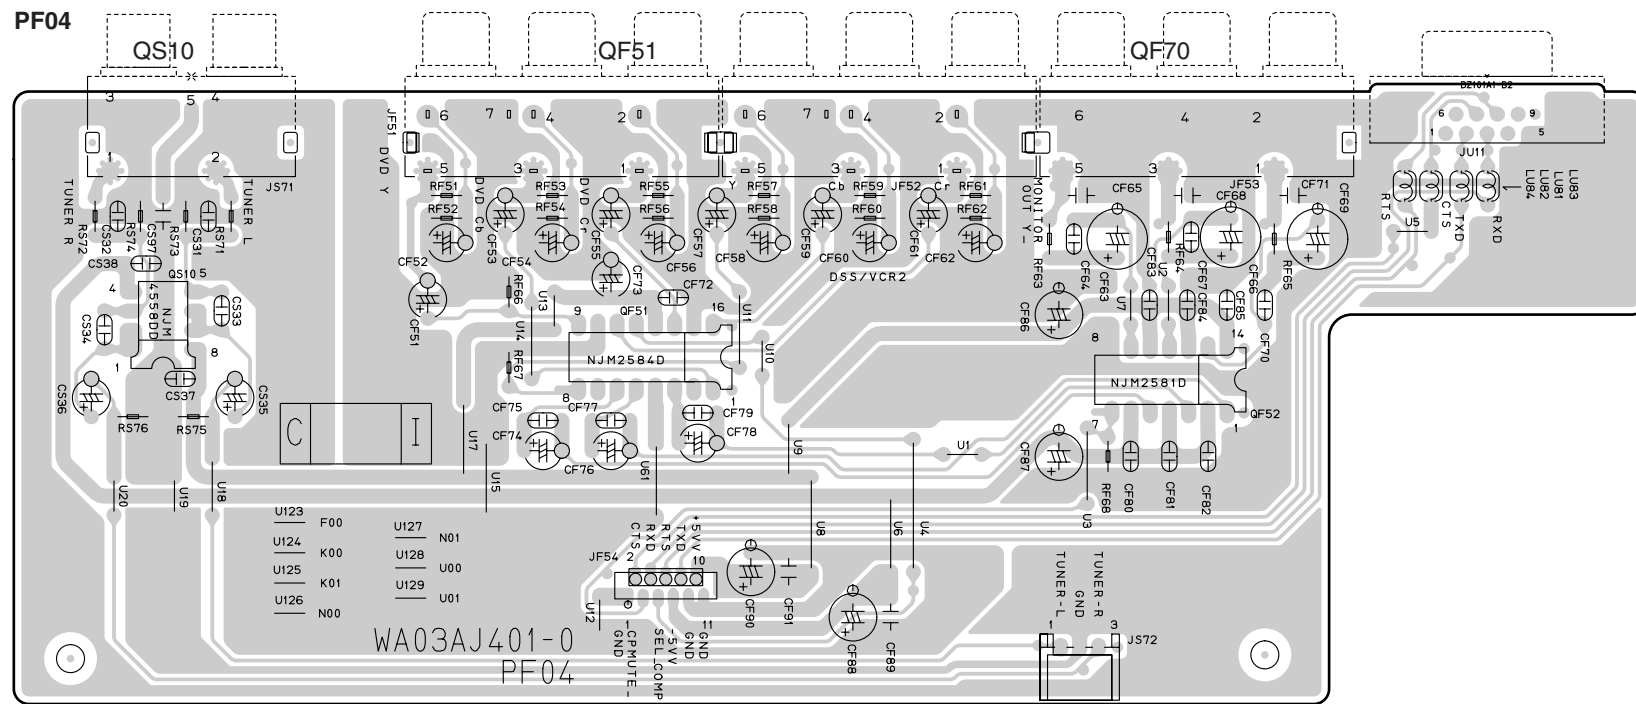 PF04
QS10
QF51
QF70
3
5
4
6
7
4
2
6
7
4
2
6
4
2
DZ101A1-B2
6
9
1
5
JF51
DVD Y
1
2
JS71
5
3
1
5
3
1
5
3
1
JU11
TUNER R
TUNER L
RF51
RF52
DVD Cb
RF53
RF54
DVD Cr
RF55
RF56
Y
RF57
RF58
Cb
RF59
RF60
JF52
Cr
RF61
RF62
MONITOR
OUT Y-
CF65
JF53
CF68
CF71
CF69
RTS
U5
CTS
TXD
RXD
LU84
LU82
LU81
LU83
RS72
CS32
RS74
CS97
RS73
CS31
RS71
CS38
QS10
5
4
4558DD
NJM
CS33
CS34
1
8
CS36
CS37
CS35
RS76
RS75
CF52
CF53
CF54
CF55
CF56
CF57
CF58
CF59
CF60
CF61
CF62
DSS/VCR2
RF66
CF73
CF72
CF51
U13
U14
RF67
9
QF51
16
U11
U10
NJM2584D
8
1
RF63
CF64
CF63
CF83
U2
RF64
CF67
CF66
RF65
CF86
U7
CF84
CF85
CF70
8
14
NJM2581D
QF52
7
1
C
I
U17
U15
CF75
CF77
CF79
CF74
CF76
CF78
U61
U9
U1
CF87
RF68
CF80
CF81
CF82
U3
U20
U19
U18
U8
U6
U4
U123
F00
U124
K00
U125
K01
U126
N00
U127
N01
U128
U00
U129
U01
CTS
RXD
RTS
TXD
+5VV
JF54
2
10
U12
1
11
GND
CPMUTE-
SEL_COMP
-5VV
GND
GND
CF90
CF91
CF88
CF89
TUNER-L
GND
TUNER-R
1
3
JS72
WA03AJ401-0
PF04